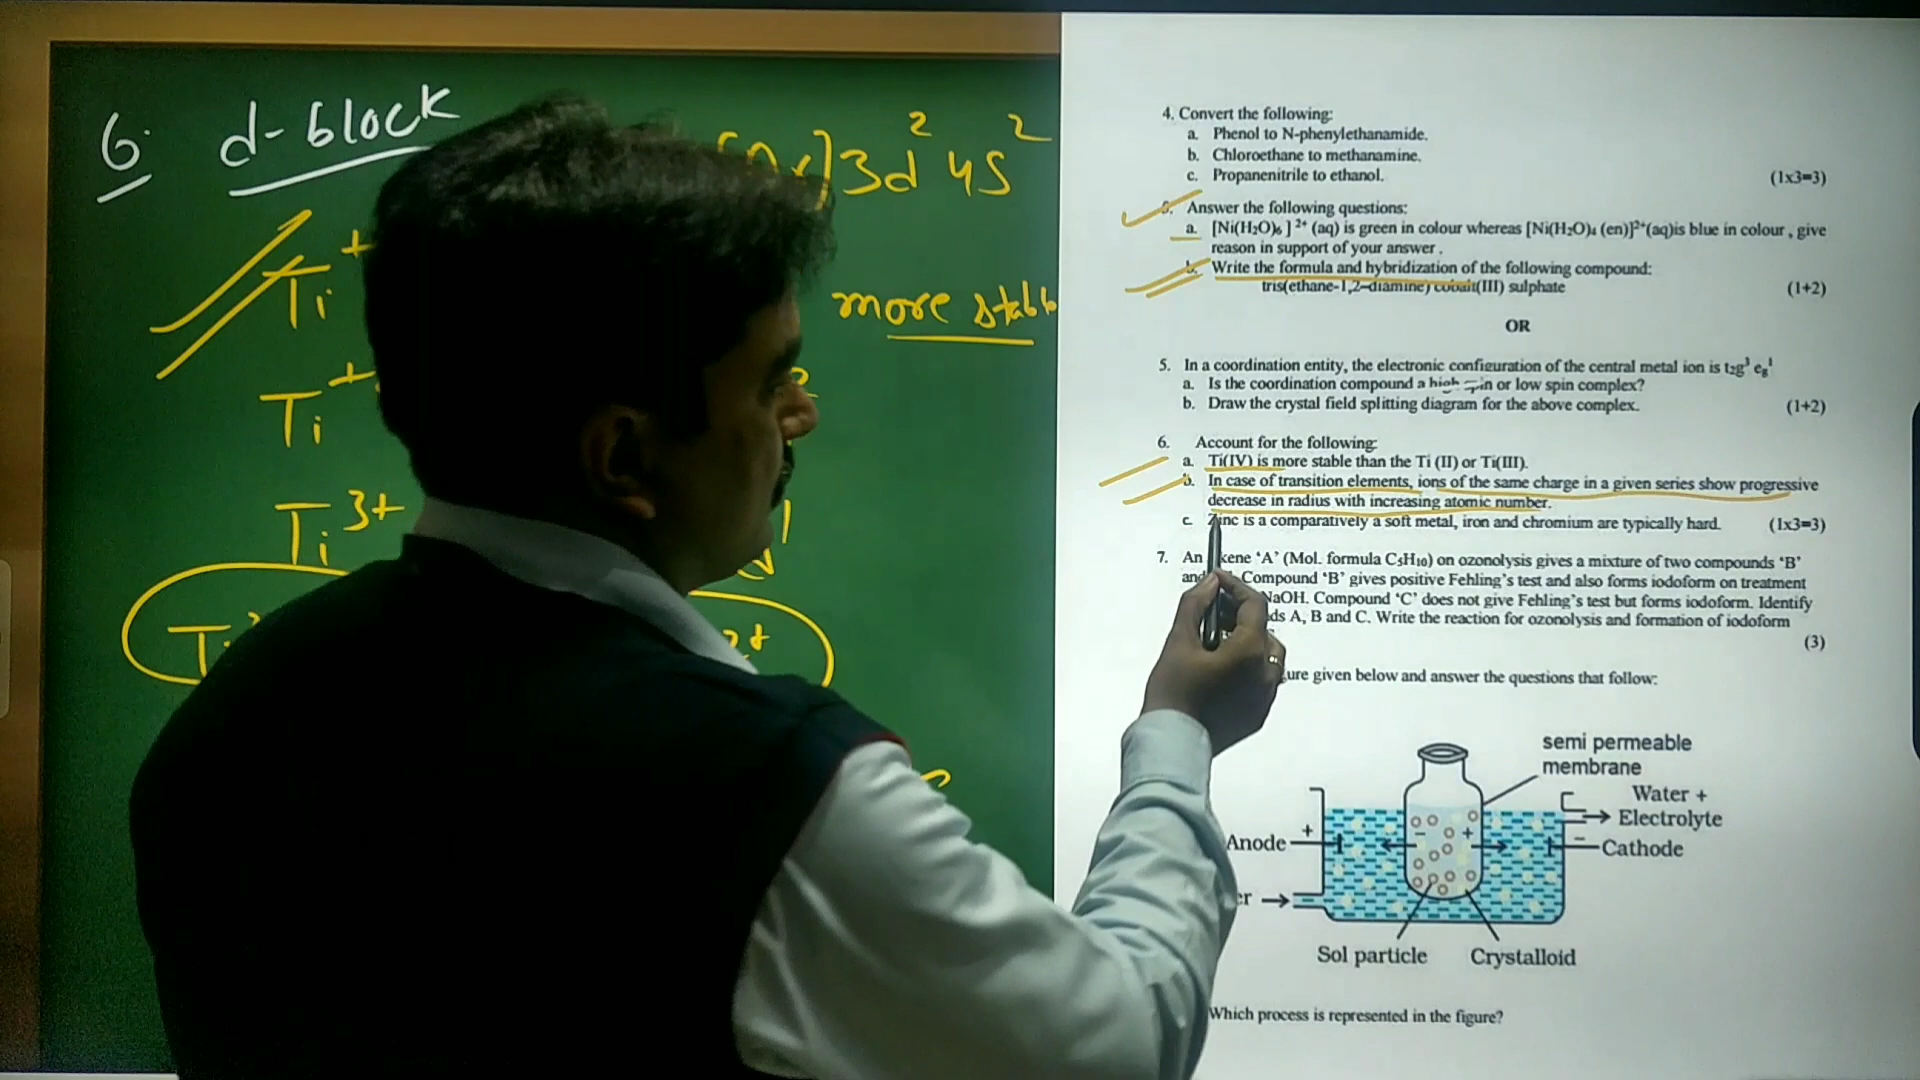 6. d-block
3d² 4s²
Ti⁺
more stable
Ti⁺
Ti³⁺
4. Convert the following:
a. Phenol to N-phenylethanamide.
b. Chloroethane to methanamine.
c. Propanenitrile to ethanol. (1x3=3)
5. Answer the following questions:
a. [Ni(H₂O)₆ ] ²⁺ (aq) is green in colour whereas [Ni(H₂O)₄ (en)]²⁺(aq)is blue in colour , give
reason in support of your answer .
b. Write the formula and hybridization of the following compound:
tris(ethane-1,2–diamine) cobalt(III) sulphate (1+2)
OR
5. In a coordination entity, the electronic configuration of the central metal ion is t₂g³ eg¹
a. Is the coordination compound a high spin or low spin complex?
b. Draw the crystal field splitting diagram for the above complex. (1+2)
6. Account for the following:
a. Ti(IV) is more stable than the Ti (II) or Ti(III).
b. In case of transition elements, ions of the same charge in a given series show progressive
decrease in radius with increasing atomic number.
c. Zinc is a comparatively a soft metal, iron and chromium are typically hard. (1x3=3)
7. An kene ‘A’ (Mol. formula C₅H₁₀) on ozonolysis gives a mixture of two compounds ‘B’
and Compound ‘B’ gives positive Fehling’s test and also forms iodoform on treatment
NaOH. Compound ‘C’ does not give Fehling’s test but forms iodoform. Identify
ds A, B and C. Write the reaction for ozonolysis and formation of iodoform
(3)
ure given below and answer the questions that follow:
semi permeable
membrane
Water +
Electrolyte
Anode + - + − Cathode
er
Sol particle Crystalloid
Which process is represented in the figure?